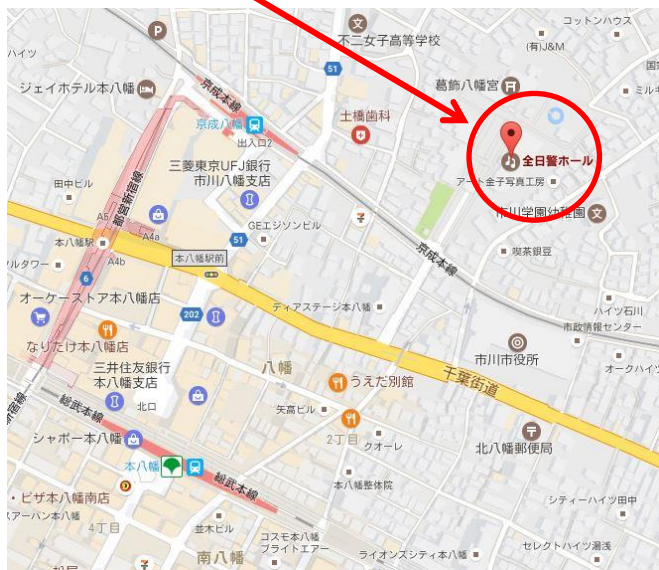 コットンハウス
(有)J&M
不二女子高等学校
ハイツ
P
51
国
ジェイホテル本八幡
京成本線
葛飾八幡宮
ミルキ
京成八幡
出入口2
土橋歯科
全日警ホール
三菱東京UFJ銀行
市川八幡支店
アート金子写真工房
田中ビル
都営新宿線
A5
市川学園幼稚園
GEエジソンビル
本八幡駅
A4a
51
京成本線
喫茶銀豆
ルタワー
A4b
本八幡駅前
6
オーケーストア本八幡店
202
ディアステージ本八幡
ハイツ石川
市政情報センター
なりたけ本八幡店
市川市役所
三井住友銀行
本八幡支店
八幡
オークハイツ
千葉街道
うえだ別館
新宿線
北口
総武本線
矢高ビル
2丁目
シャポー本八幡
クオーレ
北八幡郵便局
本八幡
総武本線
本八幡整体院
・ピザ本八幡南店
シティーハイツ田中
スアーバン本八幡
4丁目
並木ビル
コスモ本八幡
ブライトエアー
セレクトハイツ湯浅
南八幡
ライオンズシティ本八幡